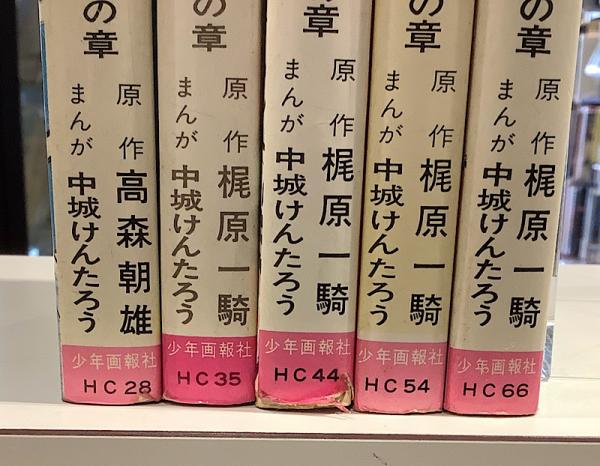 の章
原作 高森朝雄
まんが 中城けんたろう
少年画報社
HC28
の章
原作 梶原一騎
まんが 中城けんたろう
少年画報社
HC35
の章
原作 梶原一騎
まんが 中城けんたろう
少年画報社
HC44
の章
原作 梶原一騎
まんが 中城けんたろう
少年画報社
HC54
の章
原作 梶原一騎
まんが 中城けんたろう
少年画報社
HC66